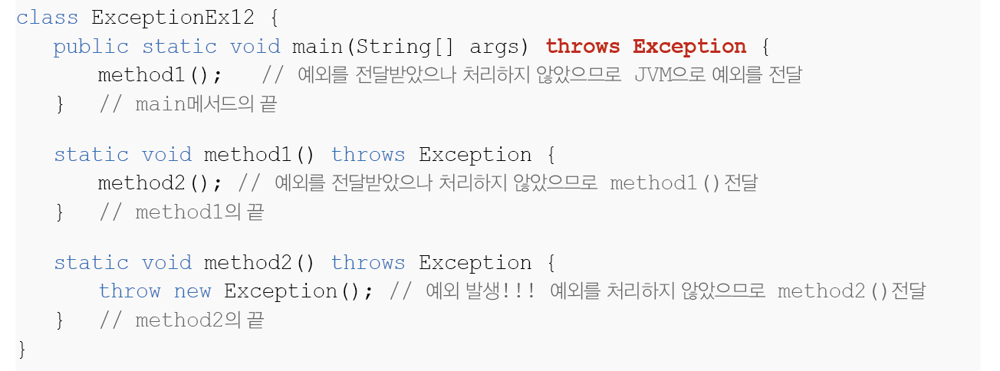 class ExceptionEx12 {
public static void main(String[] args) throws Exception {
method1(); // 예외를 전달받았으나 처리하지 않았으므로 JVM으로 예외를 전달
} // main메서드의 끝
static void method1() throws Exception {
method2(); // 예외를 전달받았으나 처리하지 않았으므로 method1()전달
} // method1의 끝
static void method2() throws Exception {
throw new Exception(); // 예외 발생!!! 예외를 처리하지 않았으므로 method2()전달
} // method2의 끝
}